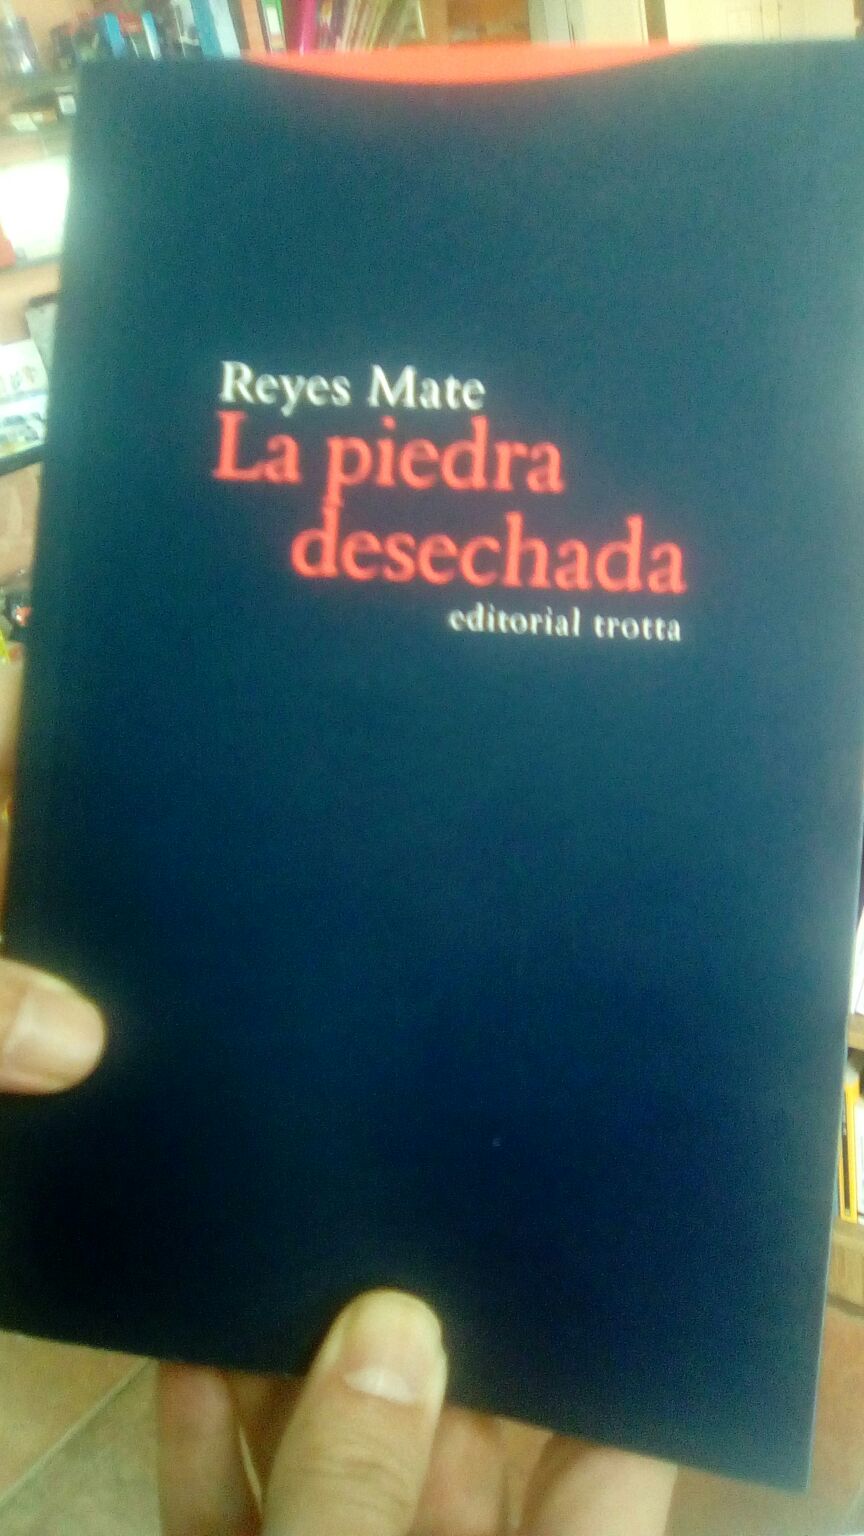 Reyes Mate
La piedra
desechada
editorial trotta